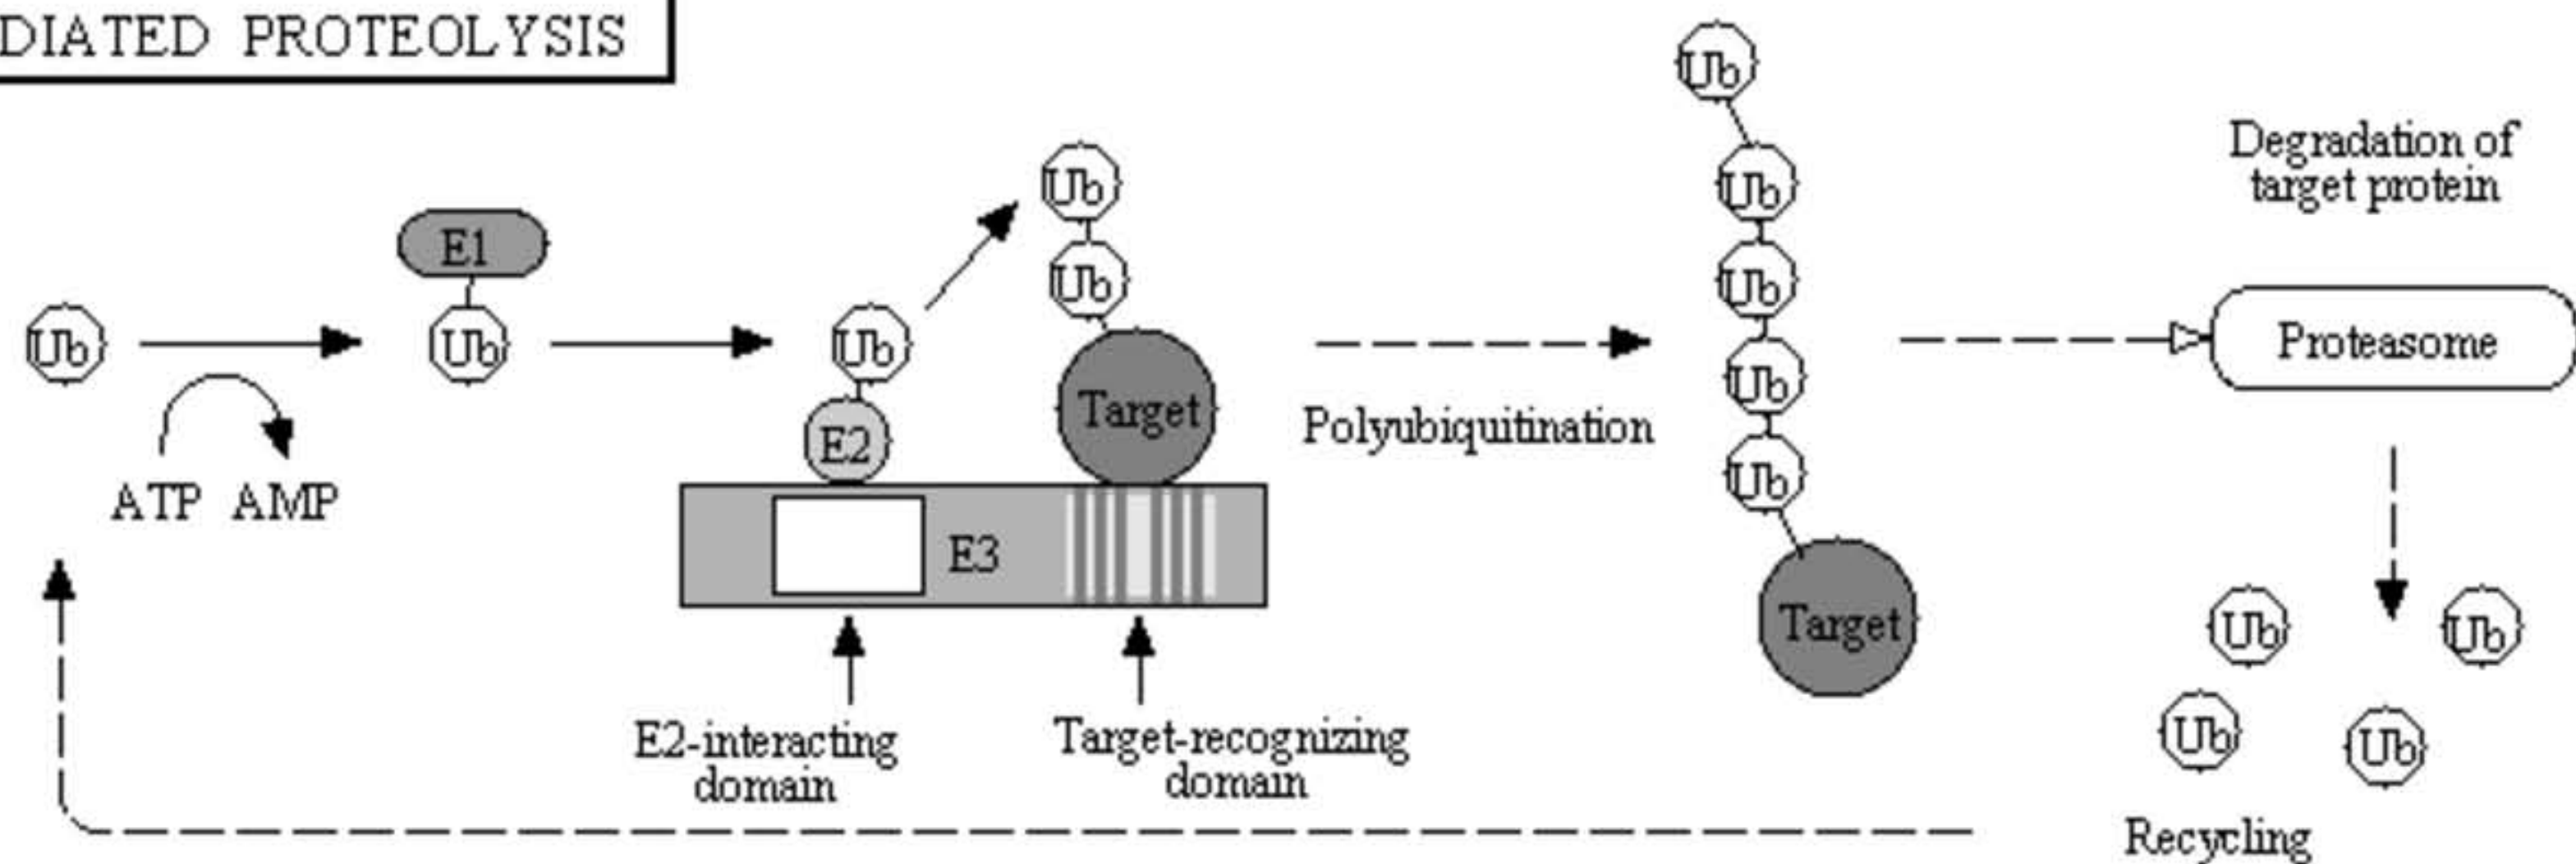 DIATED PROTEOLYSIS
Ub
Ub
Degradation of
target protein
Ub
Ub
E1
Ub
Ub
Ub
Ub
Ub
Ub
Proteasome
Ub
Target
Polyubiquitination
E2
Ub
ATP AMP
E3
Target
Ub
Ub
Ub
Ub
E2-interacting
domain
Target-recognizing
domain
Recycling